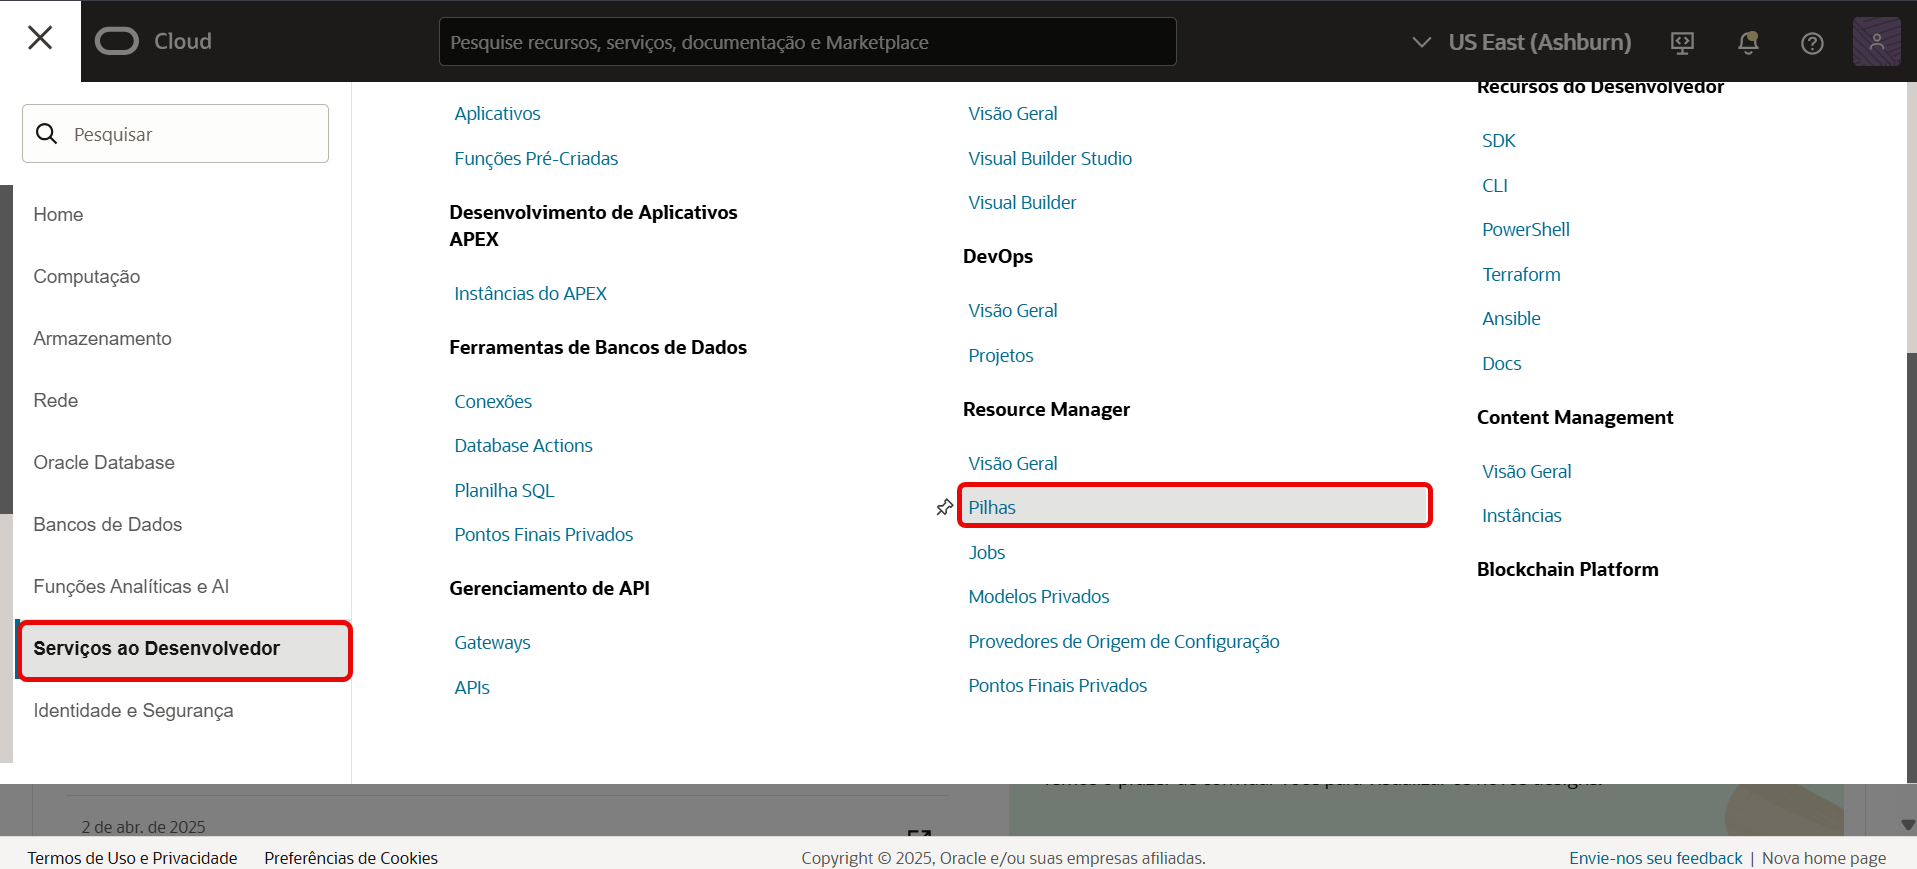 Cloud
Pesquise recursos, serviços, documentação e Marketplace
US East (Ashburn)
Pesquisar
Home
Computação
Armazenamento
Rede
Oracle Database
Bancos de Dados
Funções Analíticas e AI
Serviços ao Desenvolvedor
Identidade e Segurança
Aplicativos
Funções Pré-Criadas
Desenvolvimento de Aplicativos
APEX
Instâncias do APEX
Ferramentas de Bancos de Dados
Conexões
Database Actions
Planilha SQL
Pontos Finais Privados
Gerenciamento de API
Gateways
APIs
Visão Geral
Visual Builder Studio
Visual Builder
DevOps
Visão Geral
Projetos
Resource Manager
Visão Geral
Pilhas
Jobs
Modelos Privados
Provedores de Origem de Configuração
Pontos Finais Privados
Recursos do Desenvolvedor
SDK
CLI
PowerShell
Terraform
Ansible
Docs
Content Management
Visão Geral
Instâncias
Blockchain Platform
2 de abr. de 2025
Termos de Uso e Privacidade
Preferências de Cookies
Copyright © 2025, Oracle e/ou suas empresas afiliadas.
Envie-nos seu feedback | Nova home page